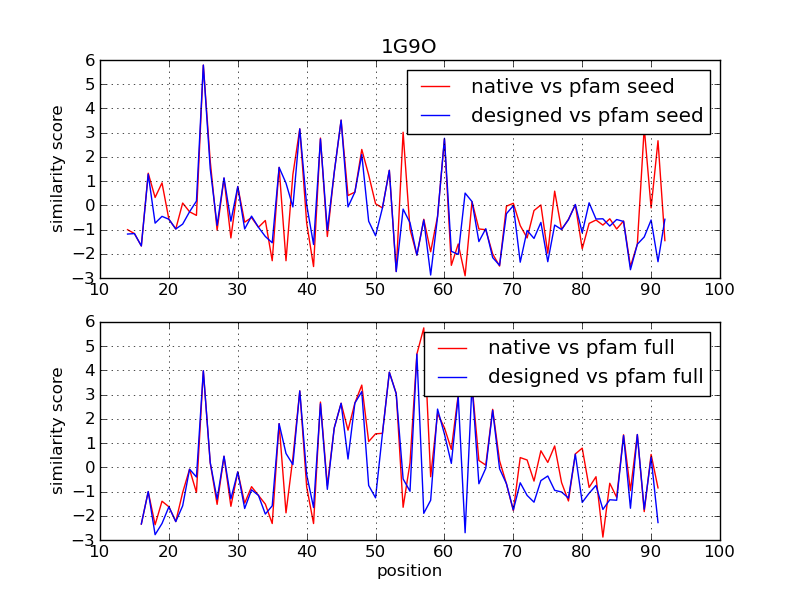 1G9O
6
5
4
3
2
1
0
−1
−2
−3
similarity score
native vs pfam seed
designed vs pfam seed
10 20 30 40 50 60 70 80 90 100
6
5
4
3
2
1
0
−1
−2
−3
similarity score
native vs pfam full
designed vs pfam full
10 20 30 40 50 60 70 80 90 100
position